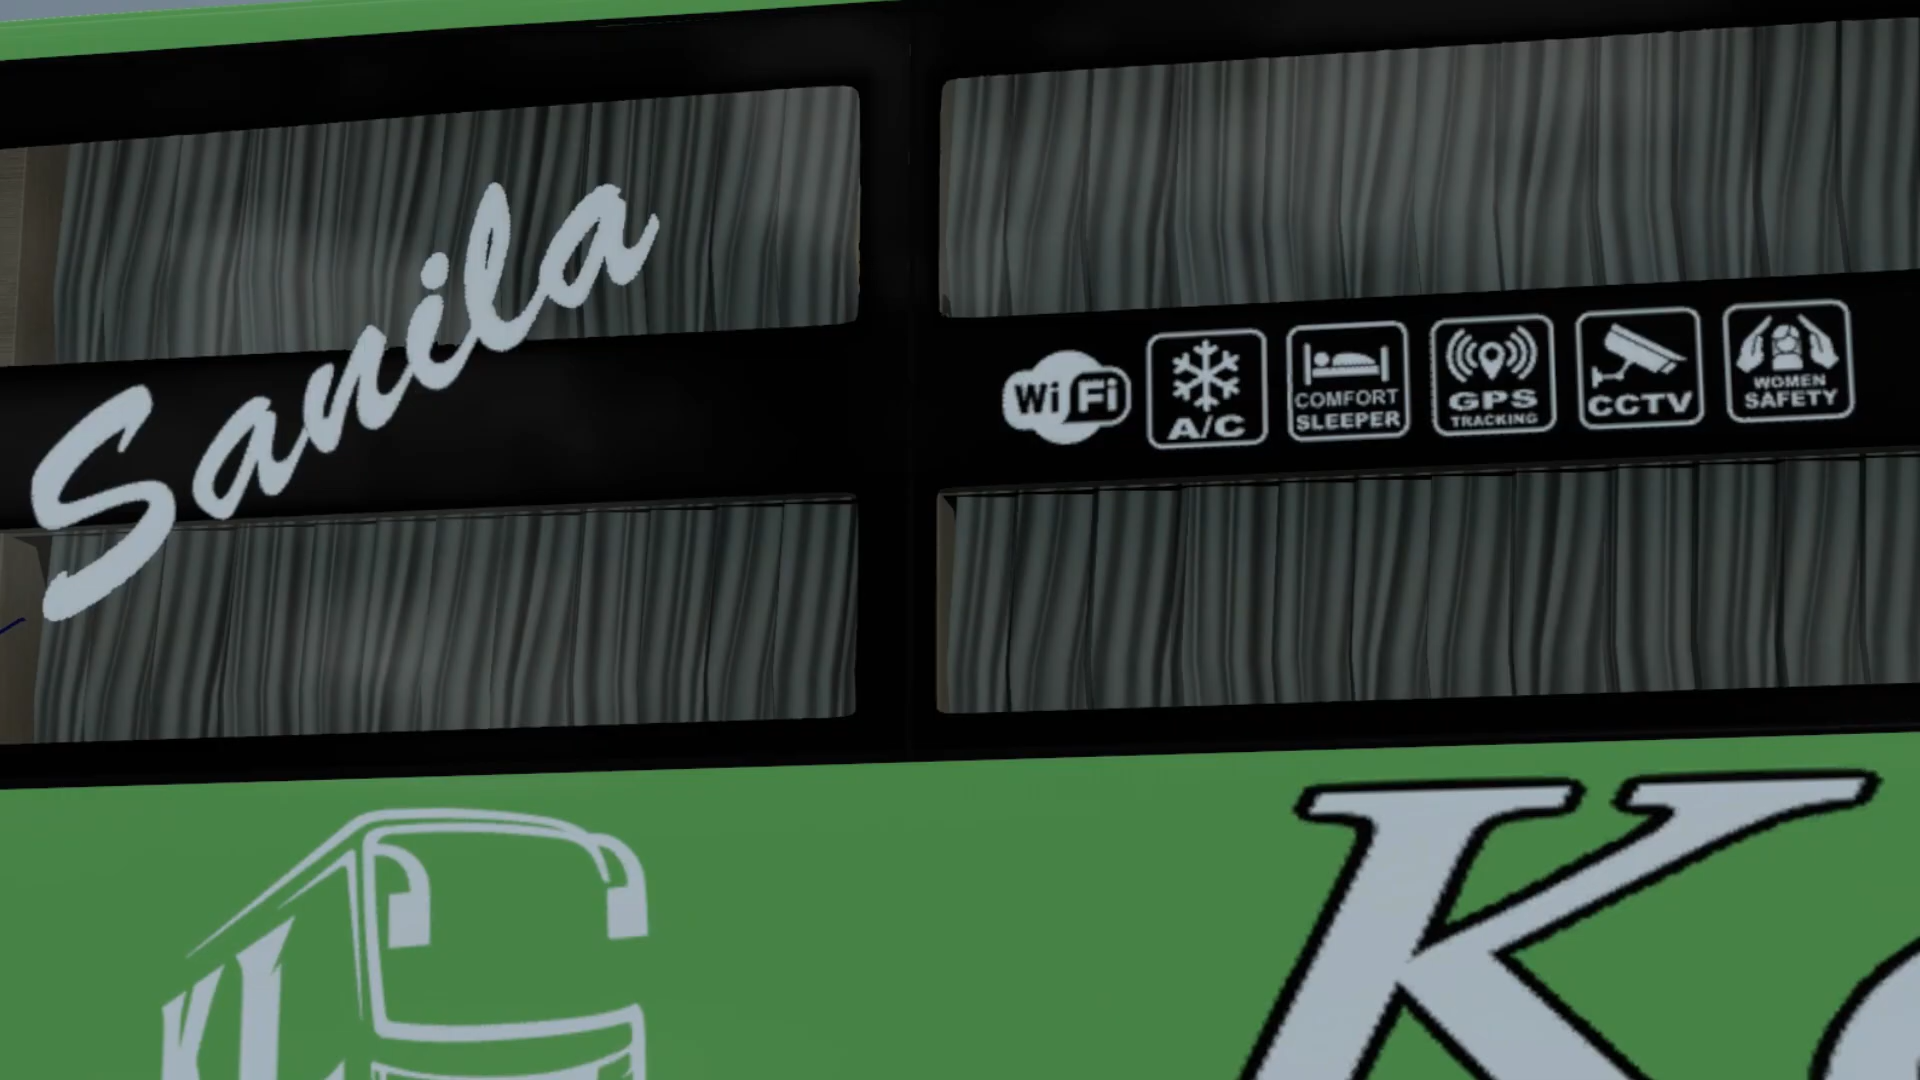 Sanila
WiFi
A/C
COMFORT
SLEEPER
GPS
TRACKING
CCTV
WOMEN
SAFETY
K